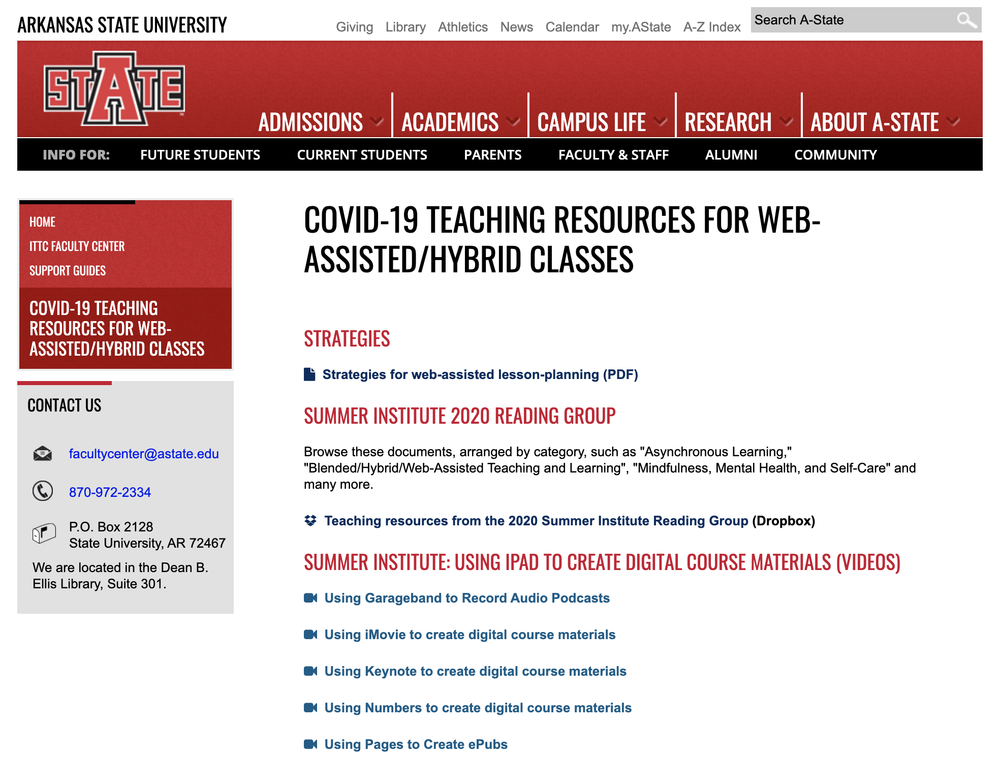 ARKANSAS STATE UNIVERSITY
Giving Library Athletics News Calendar my.AState A-Z Index
Search A-State
STATE
ADMISSIONS ACADEMICS CAMPUS LIFE RESEARCH ABOUT A-STATE
INFO FOR: FUTURE STUDENTS CURRENT STUDENTS PARENTS FACULTY & STAFF ALUMNI COMMUNITY
HOME
ITTC FACULTY CENTER
SUPPORT GUIDES
COVID-19 TEACHING
RESOURCES FOR WEB-
ASSISTED/HYBRID CLASSES
CONTACT US
facultycenter@astate.edu
870-972-2334
P.O. Box 2128
State University, AR 72467
We are located in the Dean B.
Ellis Library, Suite 301.
COVID-19 TEACHING RESOURCES FOR WEB-
ASSISTED/HYBRID CLASSES
STRATEGIES
Strategies for web-assisted lesson-planning (PDF)
SUMMER INSTITUTE 2020 READING GROUP
Browse these documents, arranged by category, such as "Asynchronous Learning,"
"Blended/Hybrid/Web-Assisted Teaching and Learning", "Mindfulness, Mental Health, and Self-Care" and
many more.
Teaching resources from the 2020 Summer Institute Reading Group (Dropbox)
SUMMER INSTITUTE: USING IPAD TO CREATE DIGITAL COURSE MATERIALS (VIDEOS)
Using Garageband to Record Audio Podcasts
Using iMovie to create digital course materials
Using Keynote to create digital course materials
Using Numbers to create digital course materials
Using Pages to Create ePubs